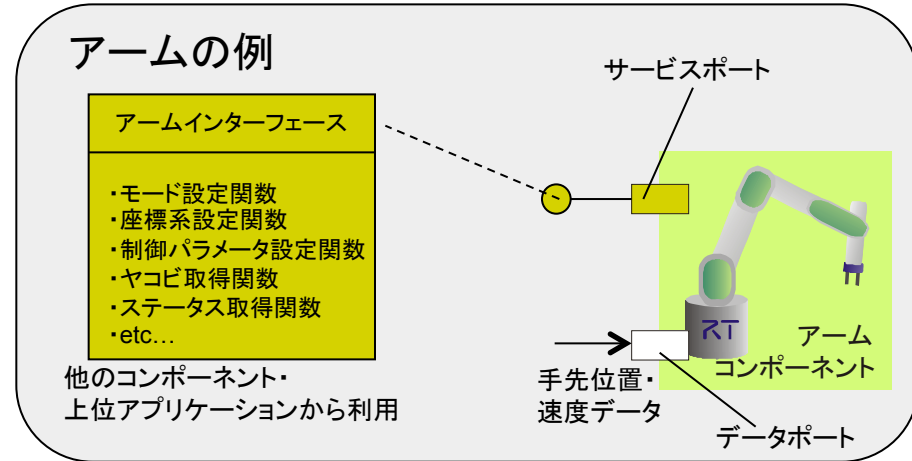 アームの例
サービスポート
アームインターフェース
・モード設定関数
・座標系設定関数
・制御パラメータ設定関数
・ヤコビ取得関数
・ステータス取得関数
・etc…
他のコンポーネント・
上位アプリケーションから利用
RT
アーム
コンポーネント
手先位置・
速度データ
データポート